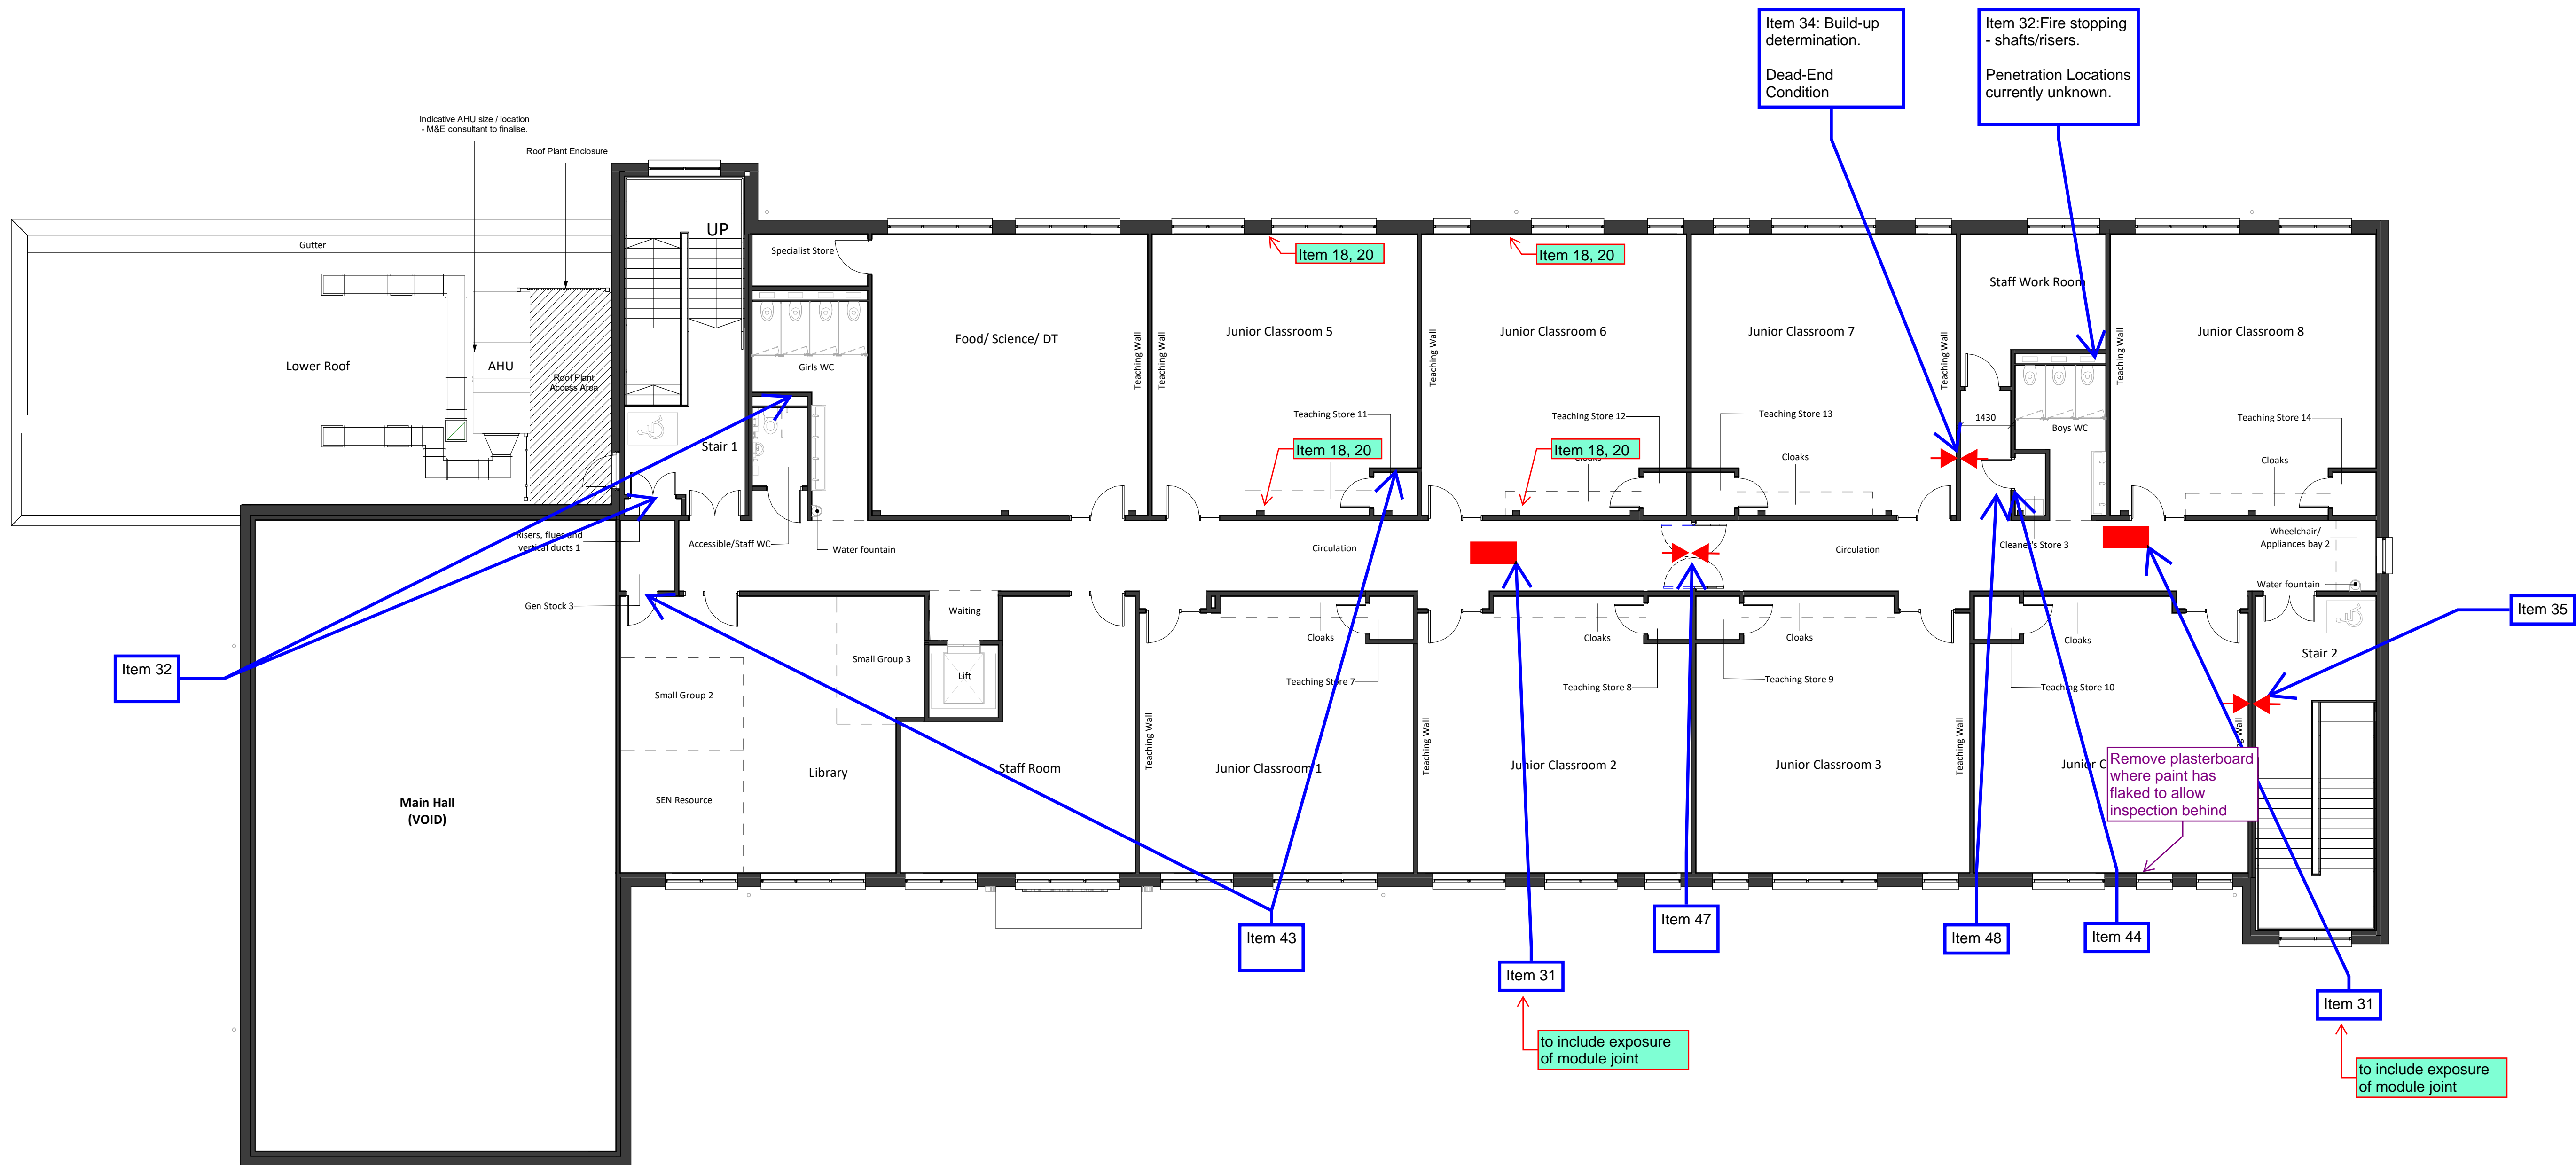 Item 34: Build-up
determination.
Dead-End
Condition
Item 32:Fire stopping
- shafts/risers.
Penetration Locations
currently unknown.
Indicative AHU size / location
- M&E consultant to finalise.
Roof Plant Enclosure
UP
Gutter
Specialist Store
Item 18, 20
Item 18, 20
Staff Work Room
Lower Roof
AHU
Roof Plant
Access Area
Girls WC
Food/ Science/ DT
Teaching Wall
Teaching Wall
Junior Classroom 5
Teaching Wall
Junior Classroom 6
Junior Classroom 7
Teaching Wall
Teaching Wall
Junior Classroom 8
Teaching Store 11
Teaching Store 12
Teaching Store 13
1430
Boys WC
Teaching Store 14
Stair 1
Item 18, 20
Item 18, 20
Cloaks
Cloaks
Cloaks
Risers, flues and
vertical ducts 1
Accessible/Staff WC
Water fountain
Circulation
Circulation
Cleaner's Store 3
Wheelchair/
Appliances bay 2
Water fountain
Gen Stock 3
Waiting
Item 35
Cloaks
Cloaks
Cloaks
Cloaks
Item 32
Small Group 3
Small Group 2
Lift
Teaching Store 7
Teaching Store 8
Teaching Store 9
Teaching Store 10
Stair 2
Teaching Wall
Teaching Wall
Teaching Wall
Wall
Main Hall
(VOID)
SEN Resource
Library
Staff Room
Junior Classroom 1
Junior Classroom 2
Junior Classroom 3
Junior C
Remove plasterboard
where paint has
flaked to allow
inspection behind
Item 43
Item 47
Item 48
Item 44
Item 31
Item 31
to include exposure
of module joint
to include exposure
of module joint